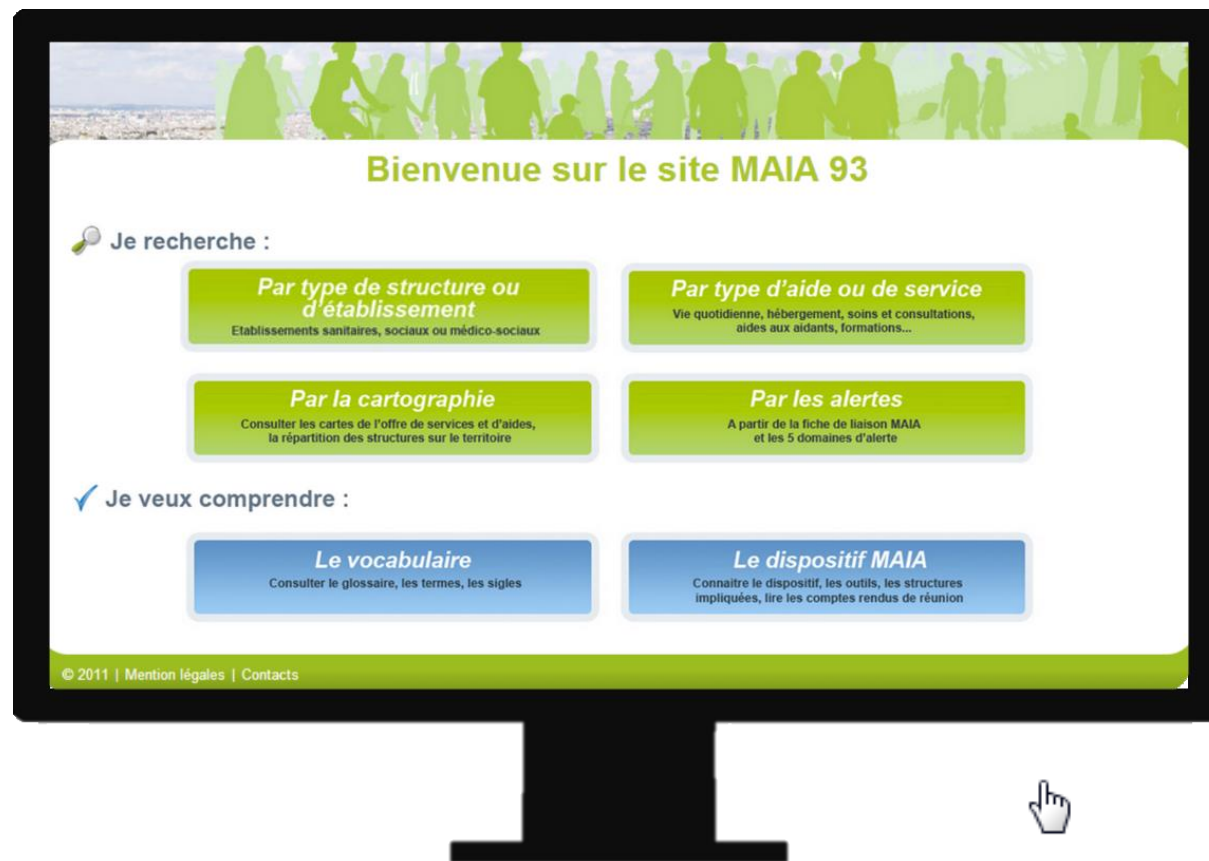 Bienvenue sur le site MAIA 93
Je recherche :
Par type de structure ou
d'établissement
Etablissements sanitaires, sociaux ou médico-sociaux
Par type d'aide ou de service
Vie quotidienne, hébergement, soins et consultations,
aides aux aidants, formations...
Par la cartographie
Consulter les cartes de l'offre de services et d'aides,
la répartition des structures sur le territoire
Par les alertes
A partir de la fiche de liaison MAIA
et les 5 domaines d'alerte
Je veux comprendre :
Le vocabulaire
Consulter le glossaire, les termes, les sigles
Le dispositif MAIA
Connaitre le dispositif, les outils, les structures
impliquées, lire les comptes rendus de réunion
© 2011 | Mention légales | Contacts